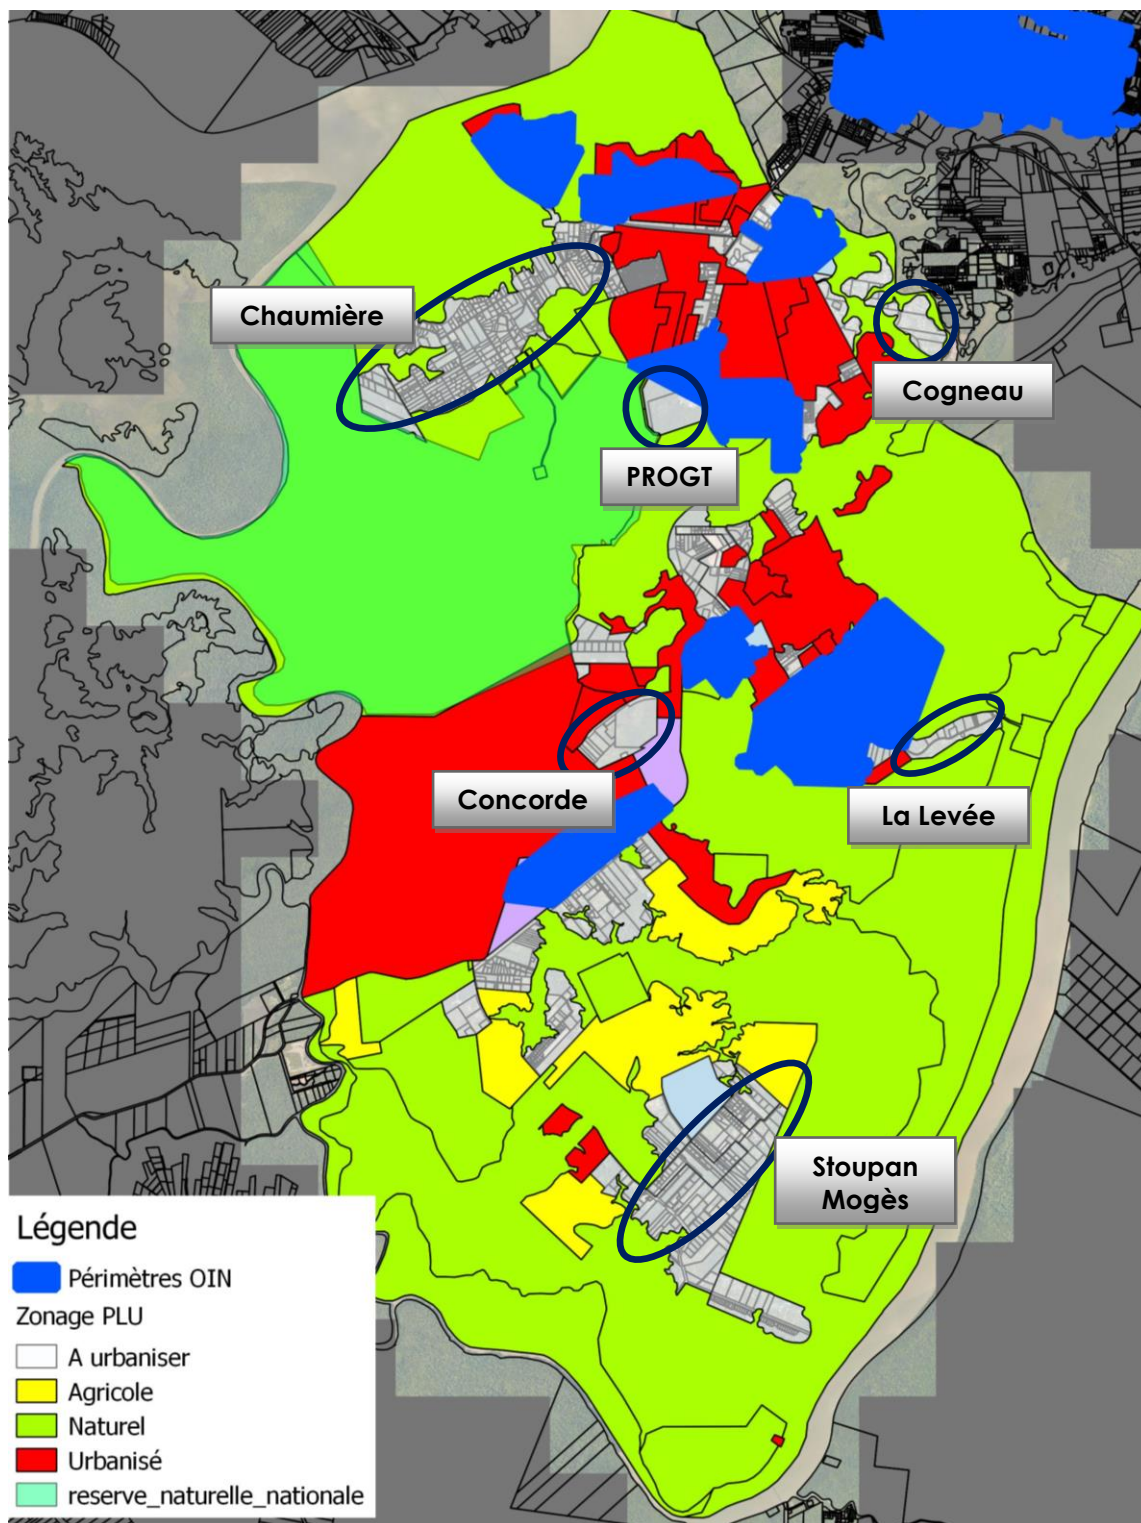 Chaumière
Cogneau
PROGT
Concorde
La Levée
Stoupan
Mogès
Légende
Périmètres OIN
Zonage PLU
A urbaniser
Agricole
Naturel
Urbanisé
reserve_naturelle_nationale